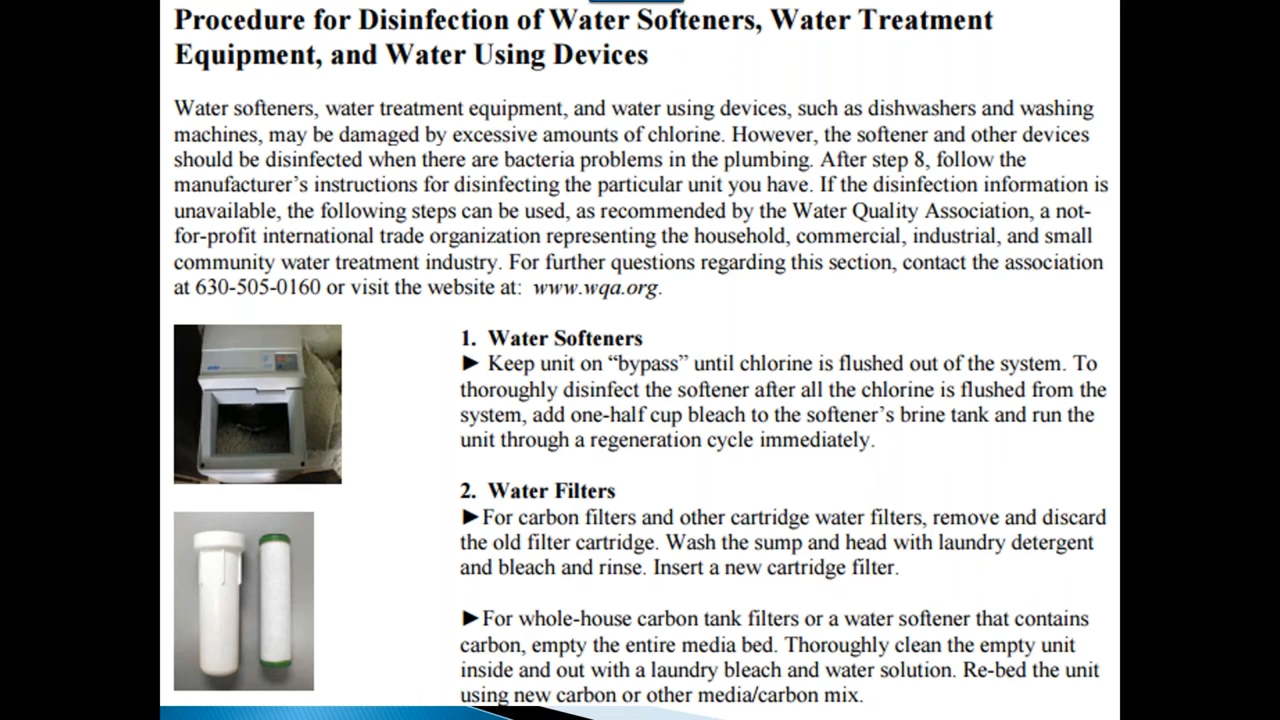 Procedure for Disinfection of Water Softeners, Water Treatment
Equipment, and Water Using Devices
Water softeners, water treatment equipment, and water using devices, such as dishwashers and washing
machines, may be damaged by excessive amounts of chlorine. However, the softener and other devices
should be disinfected when there are bacteria problems in the plumbing. After step 8, follow the
manufacturer’s instructions for disinfecting the particular unit you have. If the disinfection information is
unavailable, the following steps can be used, as recommended by the Water Quality Association, a not-
for-profit international trade organization representing the household, commercial, industrial, and small
community water treatment industry. For further questions regarding this section, contact the association
at 630-505-0160 or visit the website at: www.wqa.org.
1. Water Softeners
► Keep unit on “bypass” until chlorine is flushed out of the system. To
thoroughly disinfect the softener after all the chlorine is flushed from the
system, add one-half cup bleach to the softener’s brine tank and run the
unit through a regeneration cycle immediately.
2. Water Filters
►For carbon filters and other cartridge water filters, remove and discard
the old filter cartridge. Wash the sump and head with laundry detergent
and bleach and rinse. Insert a new cartridge filter.
►For whole-house carbon tank filters or a water softener that contains
carbon, empty the entire media bed. Thoroughly clean the empty unit
inside and out with a laundry bleach and water solution. Re-bed the unit
using new carbon or other media/carbon mix.